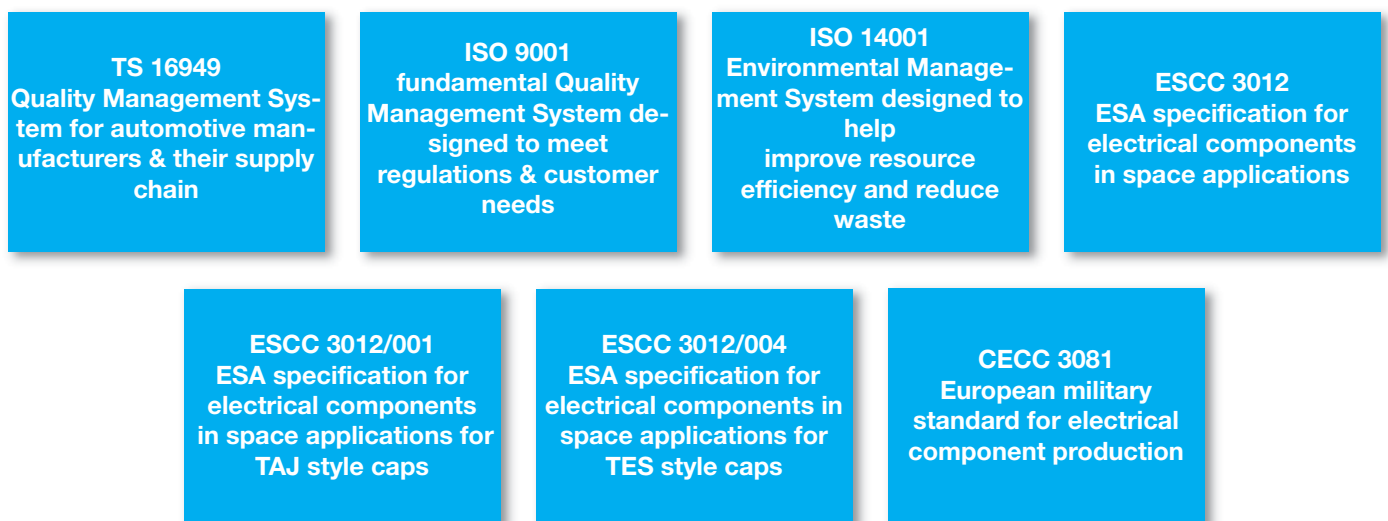 TS 16949
Quality Management Sys-
tem for automotive man-
ufacturers & their supply
chain
ISO 9001
fundamental Quality
Management System de-
signed to meet
regulations & customer
needs
ISO 14001
Environmental Manage-
ment System designed to
help
improve resource
efficiency and reduce
waste
ESCC 3012
ESA specification for
electrical components
in space applications
ESCC 3012/001
ESA specification for
electrical components
in space applications for
TAJ style caps
ESCC 3012/004
ESA specification for
electrical components in
space applications for
TES style caps
CECC 3081
European military
standard for electrical
component production